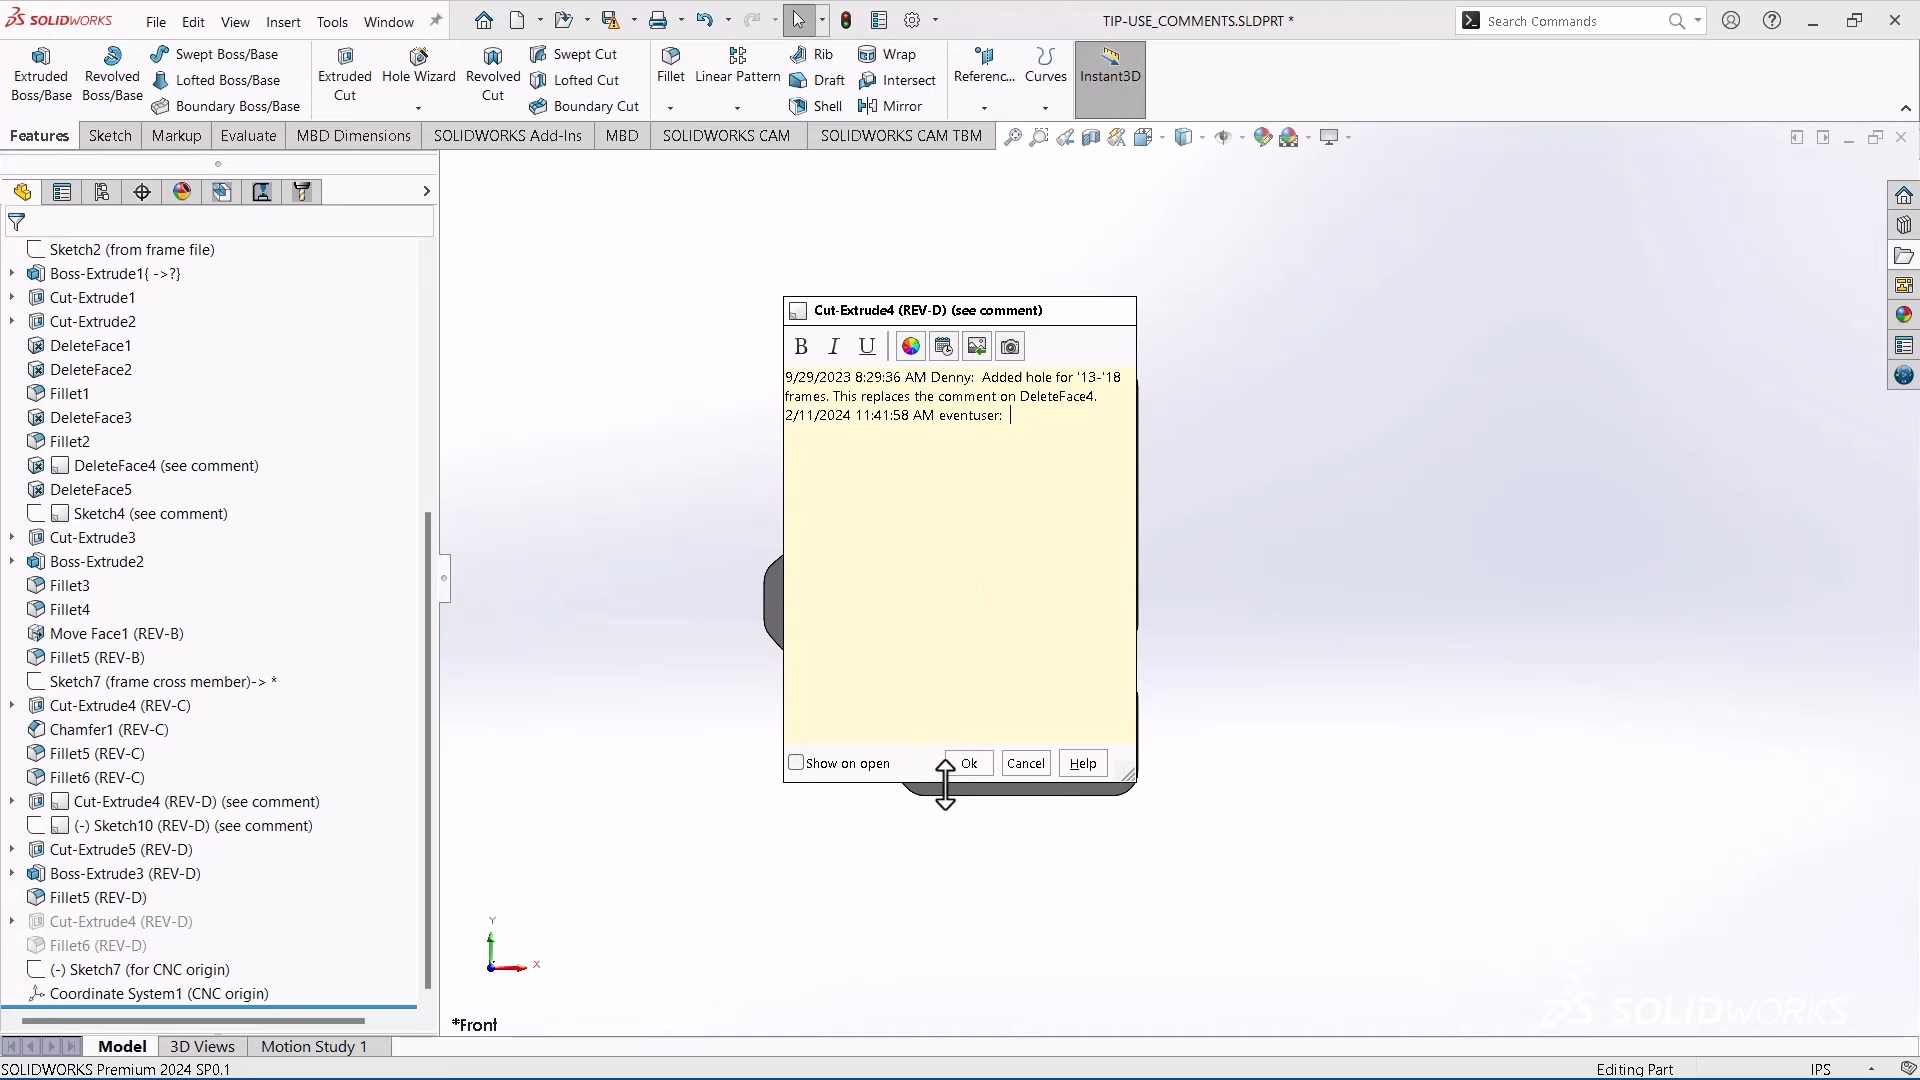 SOLIDWORKS File Edit View Insert Tools Window TIP-USE_COMMENTS.SLDPRT * Search Commands
Extruded Boss/Base
Revolved Boss/Base
Swept Boss/Base
Lofted Boss/Base
Boundary Boss/Base
Extruded Cut
Hole Wizard
Revolved Cut
Swept Cut
Lofted Cut
Boundary Cut
Fillet
Linear Pattern
Rib
Draft
Shell
Wrap
Intersect
Mirror
Referenc...
Curves
Instant3D
Features Sketch Markup Evaluate MBD Dimensions SOLIDWORKS Add-Ins MBD SOLIDWORKS CAM SOLIDWORKS CAM TBM
Sketch2 (from frame file)
Boss-Extrude1{ ->?}
Cut-Extrude1
Cut-Extrude2
DeleteFace1
DeleteFace2
Fillet1
DeleteFace3
Fillet2
DeleteFace4 (see comment)
DeleteFace5
Sketch4 (see comment)
Cut-Extrude3
Boss-Extrude2
Fillet3
Fillet4
Move Face1 (REV-B)
Fillet5 (REV-B)
Sketch7 (frame cross member)-> *
Cut-Extrude4 (REV-C)
Chamfer1 (REV-C)
Fillet5 (REV-C)
Fillet6 (REV-C)
Cut-Extrude4 (REV-D) (see comment)
(-) Sketch10 (REV-D) (see comment)
Cut-Extrude5 (REV-D)
Boss-Extrude3 (REV-D)
Fillet5 (REV-D)
Cut-Extrude4 (REV-D)
Fillet6 (REV-D)
(-) Sketch7 (for CNC origin)
Coordinate System1 (CNC origin)
Cut-Extrude4 (REV-D) (see comment)
B I U
9/29/2023 8:29:36 AM Denny: Added hole for '13-'18
frames. This replaces the comment on DeleteFace4.
2/11/2024 11:41:58 AM eventuser:
Show on open Ok Cancel Help
Y
X
*Front
SOLIDWORKS
Model 3D Views Motion Study 1
SOLIDWORKS Premium 2024 SP0.1 Editing Part IPS